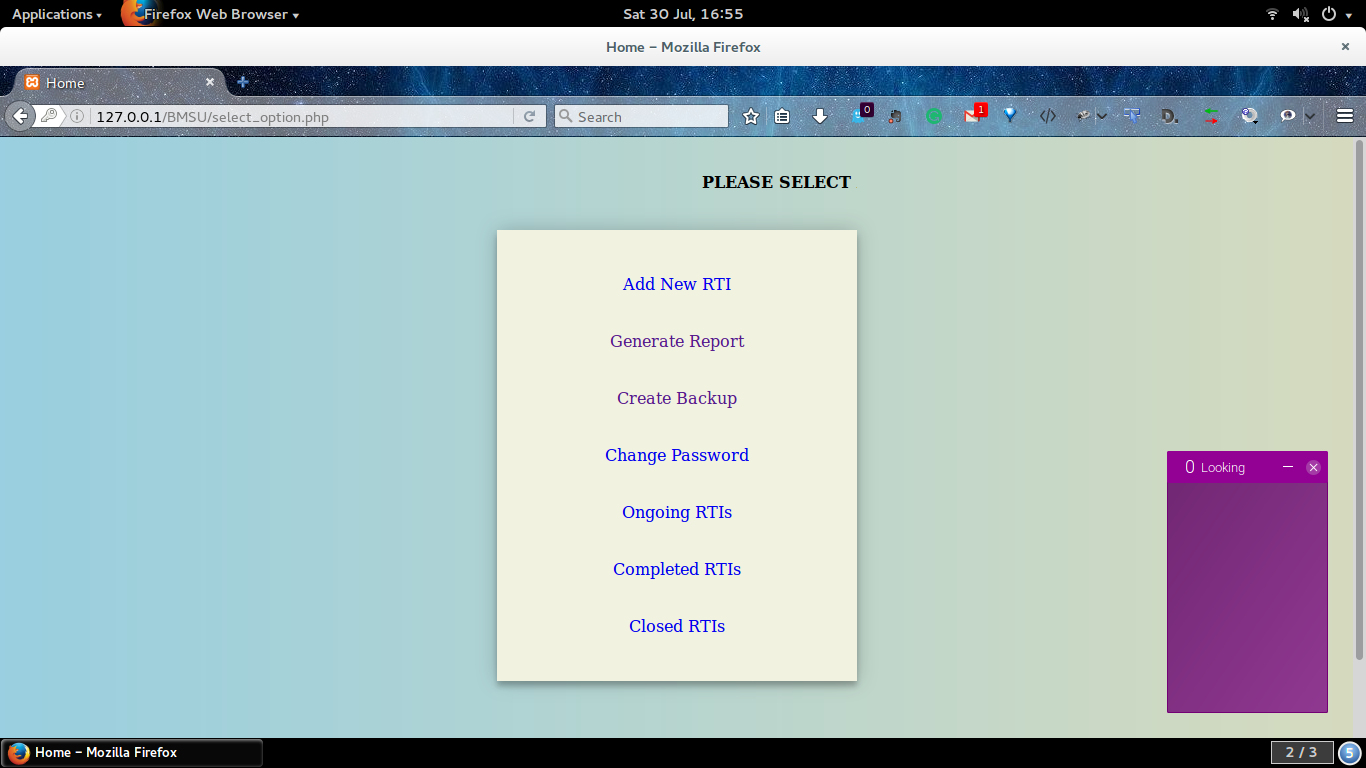 Applications Firefox Web Browser Sat 30 Jul, 16:55
Home - Mozilla Firefox
Home
127.0.0.1/BMSU/select_option.php Search 0 1 D.
PLEASE SELECT
Add New RTI
Generate Report
Create Backup
Change Password
Ongoing RTIs
Completed RTIs
Closed RTIs
0 Looking
Home - Mozilla Firefox 2 / 3 5